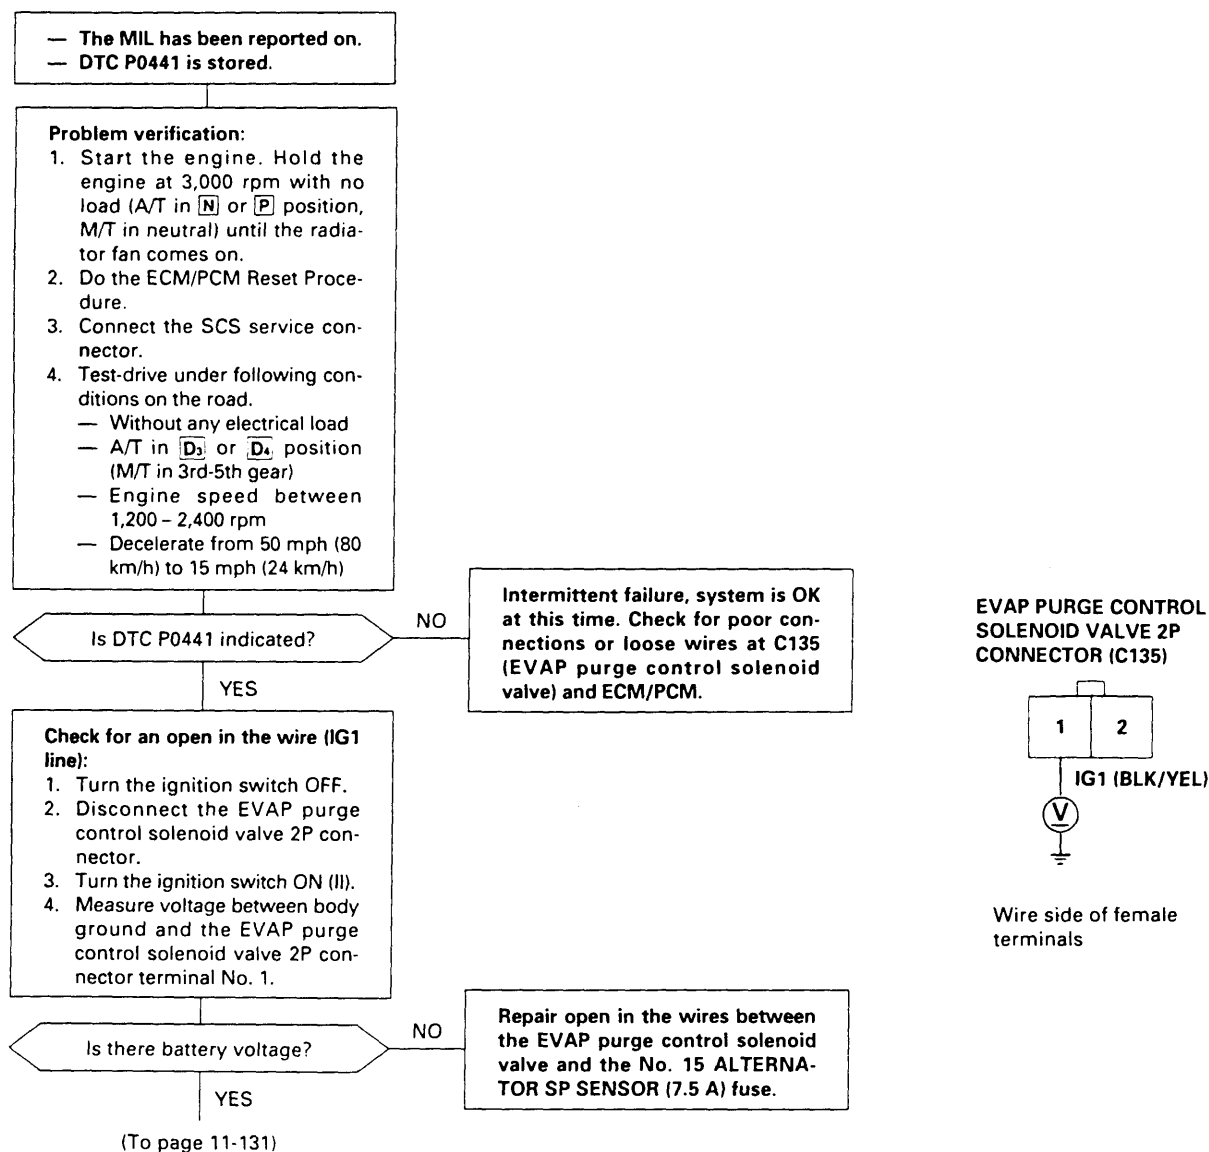 — The MIL has been reported on.
— DTC P0441 is stored.
Problem verification:
1. Start the engine. Hold the
engine at 3,000 rpm with no
load (A/T in N or P position,
M/T in neutral) until the radia-
tor fan comes on.
2. Do the ECM/PCM Reset Proce-
dure.
3. Connect the SCS service con-
nector.
4. Test-drive under following con-
ditions on the road.
— Without any electrical load
— A/T in D3 or D4 position
(M/T in 3rd-5th gear)
— Engine speed between
1,200 – 2,400 rpm
— Decelerate from 50 mph (80
km/h) to 15 mph (24 km/h)
Is DTC P0441 indicated?
NO
Intermittent failure, system is OK
at this time. Check for poor con-
nections or loose wires at C135
(EVAP purge control solenoid
valve) and ECM/PCM.
YES
Check for an open in the wire (IG1
line):
1. Turn the ignition switch OFF.
2. Disconnect the EVAP purge
control solenoid valve 2P con-
nector.
3. Turn the ignition switch ON (II).
4. Measure voltage between body
ground and the EVAP purge
control solenoid valve 2P con-
nector terminal No. 1.
Is there battery voltage?
NO
Repair open in the wires between
the EVAP purge control solenoid
valve and the No. 15 ALTERNA-
TOR SP SENSOR (7.5 A) fuse.
YES
(To page 11-131)
EVAP PURGE CONTROL
SOLENOID VALVE 2P
CONNECTOR (C135)
1 2
IG1 (BLK/YEL)
V
Wire side of female
terminals